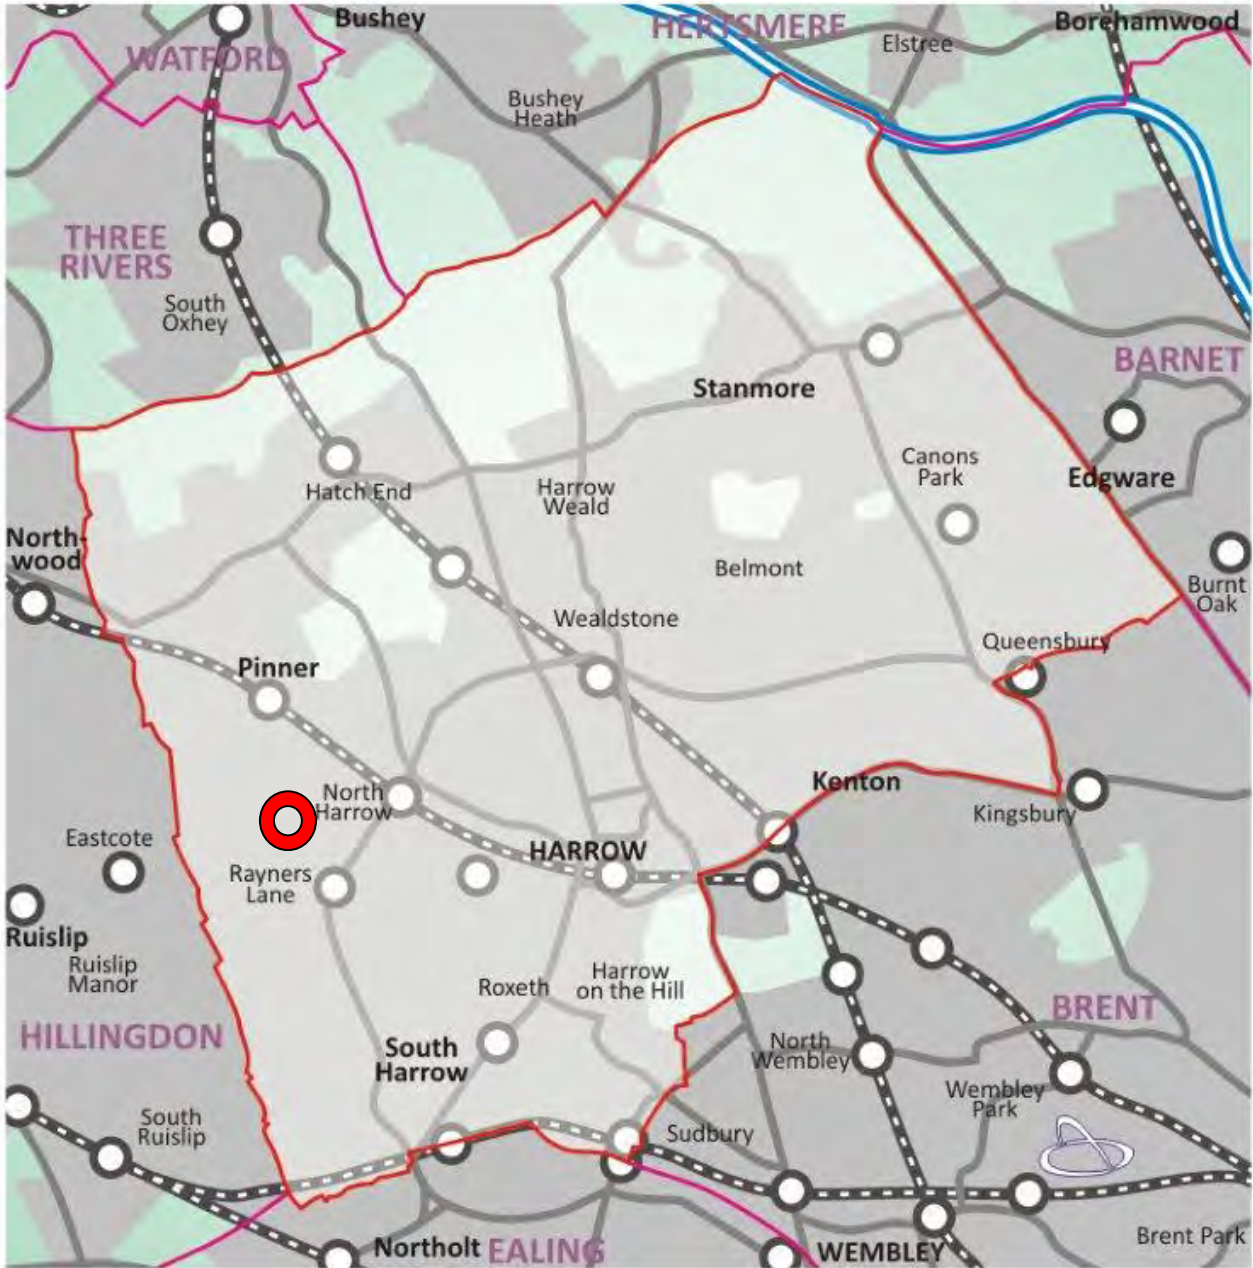 Bushey
HERTSMERE
Borehamwood
Elstree
WATFORD
Bushey
Heath
THREE
RIVERS
South
Oxhey
BARNET
Stanmore
Canons
Park
Edgware
Hatch End
Harrow
Weald
North-
wood
Belmont
Burnt
Oak
Wealdstone
Queensbury
Pinner
Kenton
North
Harrow
Kingsbury
Eastcote
HARROW
Rayners
Lane
Ruislip
Ruislip
Manor
Roxeth
Harrow
on the Hill
BRENT
HILLINGDON
South
Harrow
North
Wembley
Wembley
Park
South
Ruislip
Sudbury
Northolt
EALING
WEMBLEY
Brent Park